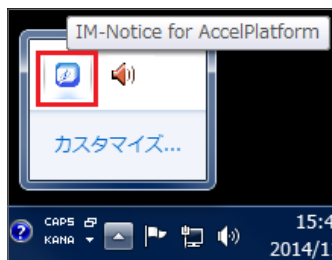 IM-Notice for AccelPlatform
カスタマイズ...
CAPS
KANA
15:4
2014/1